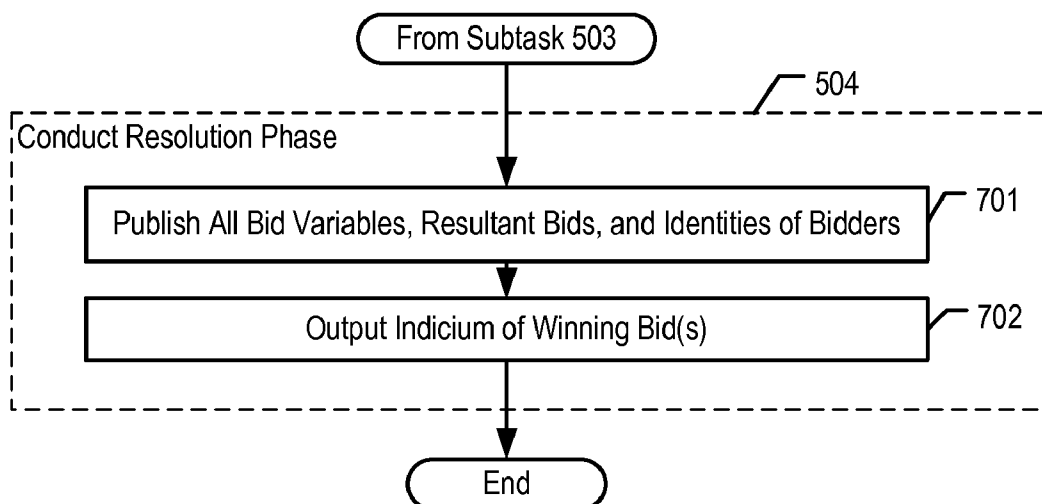 From Subtask 503
504
Conduct Resolution Phase
Publish All Bid Variables, Resultant Bids, and Identities of Bidders
701
Output Indicium of Winning Bid(s)
702
End